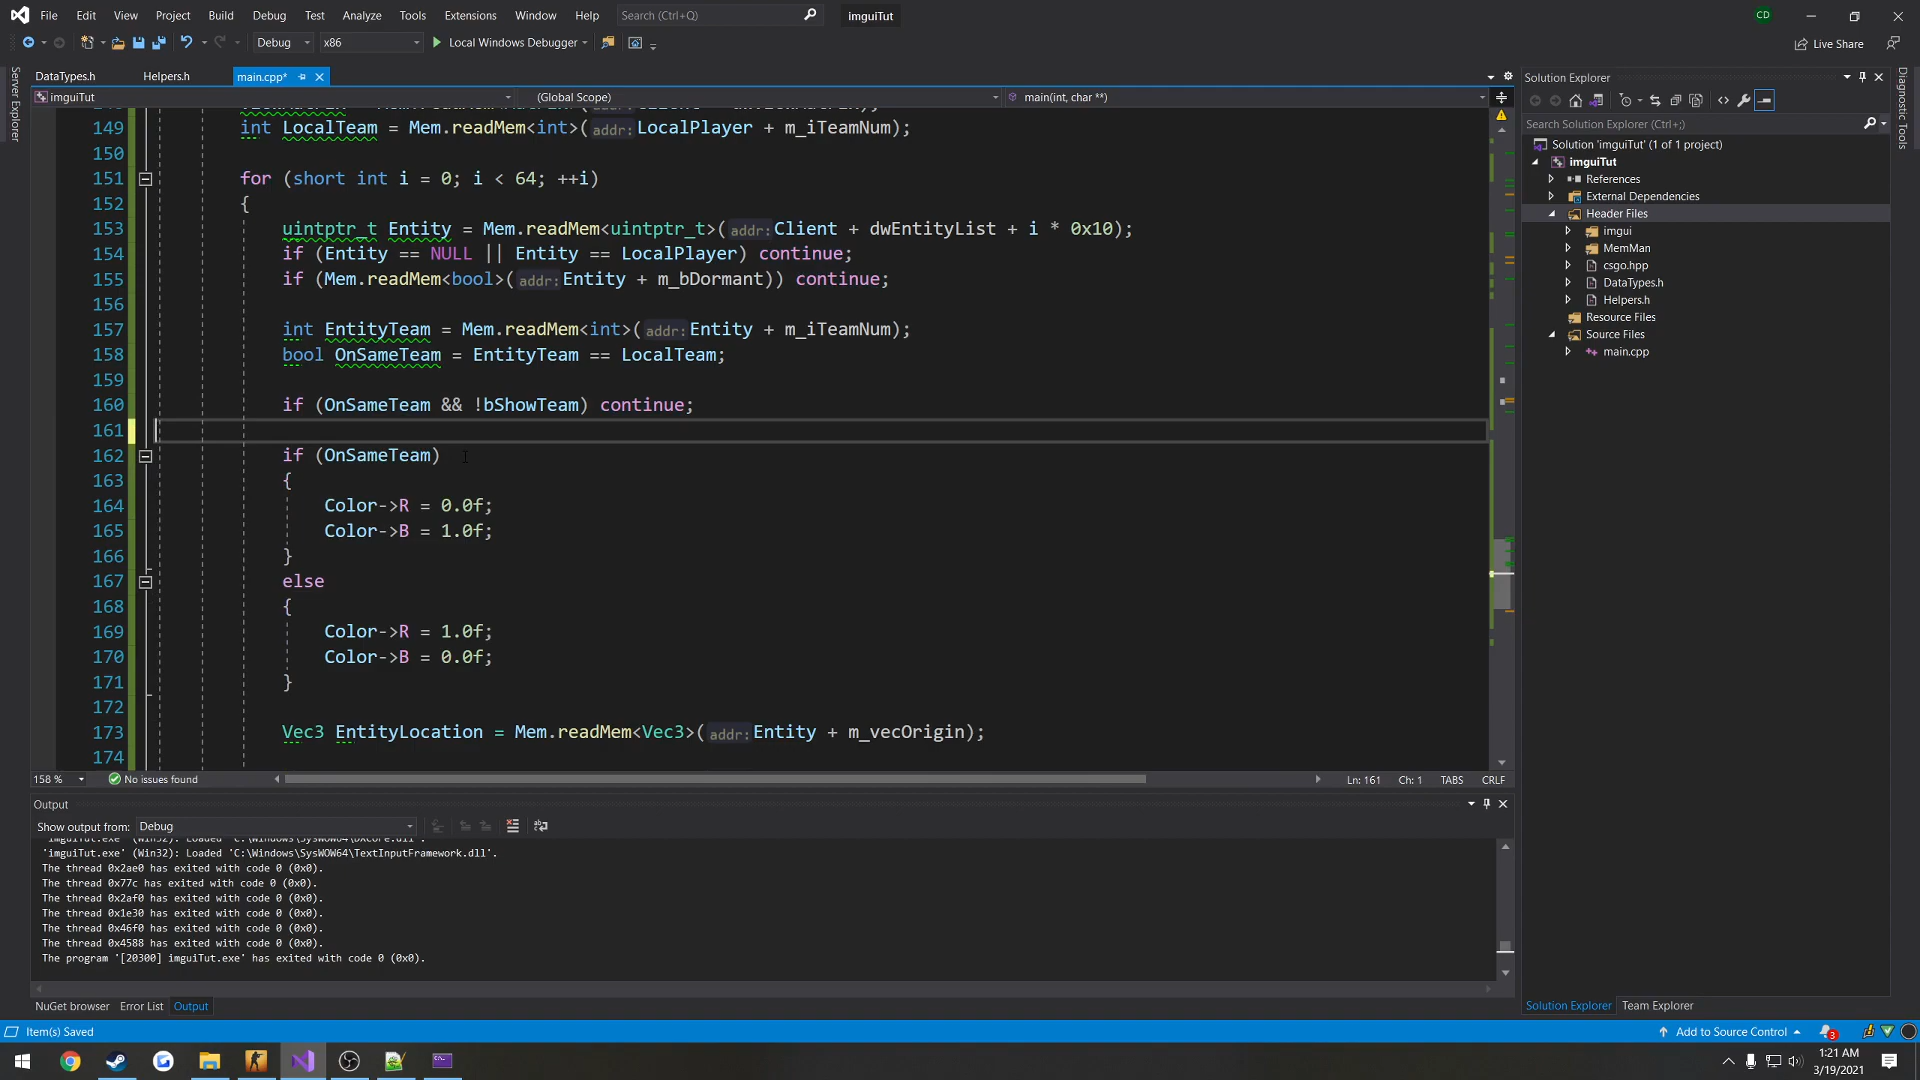 File Edit View Project Build Debug Test Analyze Tools Extensions Window Help Search (Ctrl+Q) imguiTut CD
Debug x86 Local Windows Debugger Live Share
Server Explorer
DataTypes.h Helpers.h main.cpp*
imguiTut (Global Scope) main(int, char **)
149 int LocalTeam = Mem.readMem<int>(addr:LocalPlayer + m_iTeamNum);
150
151 for (short int i = 0; i < 64; ++i)
152 {
153 uintptr_t Entity = Mem.readMem<uintptr_t>(addr:Client + dwEntityList + i * 0x10);
154 if (Entity == NULL || Entity == LocalPlayer) continue;
155 if (Mem.readMem<bool>(addr:Entity + m_bDormant)) continue;
156
157 int EntityTeam = Mem.readMem<int>(addr:Entity + m_iTeamNum);
158 bool OnSameTeam = EntityTeam == LocalTeam;
159
160 if (OnSameTeam && !bShowTeam) continue;
161
162 if (OnSameTeam)
163 {
164 Color->R = 0.0f;
165 Color->B = 1.0f;
166 }
167 else
168 {
169 Color->R = 1.0f;
170 Color->B = 0.0f;
171 }
172
173 Vec3 EntityLocation = Mem.readMem<Vec3>(addr:Entity + m_vecOrigin);
174
158 % No issues found Ln: 161 Ch: 1 TABS CRLF
Output
Show output from: Debug
'imguiTut.exe' (Win32): Loaded 'C:\Windows\SysWOW64\DXCore.dll'.
'imguiTut.exe' (Win32): Loaded 'C:\Windows\SysWOW64\TextInputFramework.dll'.
The thread 0x2ae0 has exited with code 0 (0x0).
The thread 0x77c has exited with code 0 (0x0).
The thread 0x2af0 has exited with code 0 (0x0).
The thread 0x1e30 has exited with code 0 (0x0).
The thread 0x46f0 has exited with code 0 (0x0).
The thread 0x4588 has exited with code 0 (0x0).
The program '[20300] imguiTut.exe' has exited with code 0 (0x0).
NuGet browser Error List Output
Solution Explorer
Search Solution Explorer (Ctrl+;)
Solution 'imguiTut' (1 of 1 project)
imguiTut
References
External Dependencies
Header Files
imgui
MemMan
csgo.hpp
DataTypes.h
Helpers.h
Resource Files
Source Files
main.cpp
Solution Explorer Team Explorer
Diagnostic Tools
Item(s) Saved Add to Source Control 3
1:21 AM
3/19/2021